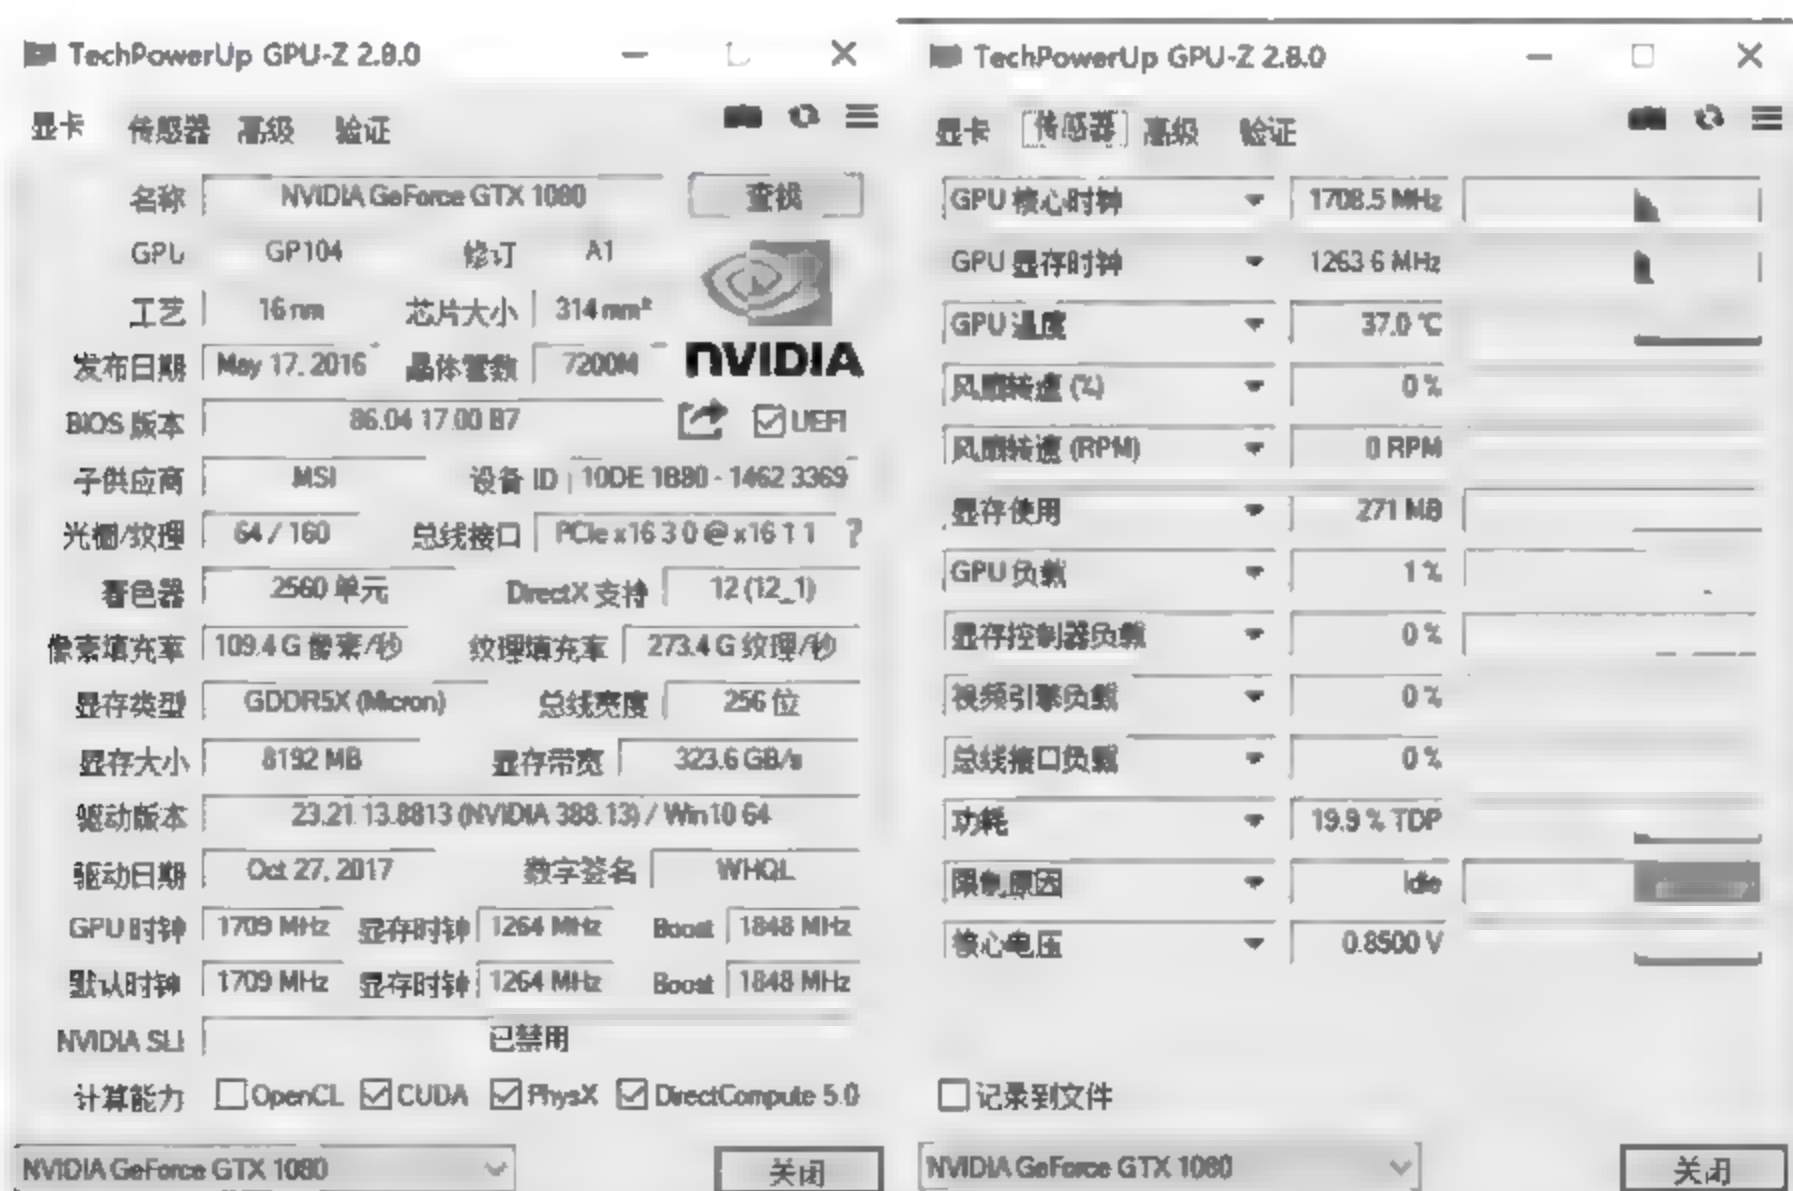 TechPowerUp GPU-Z 2.8.0
显卡 传感器 高级 验证
名称 NVIDIA GeForce GTX 1080 查找
GPU GP104 修订 A1
工艺 16 nm 芯片大小 314 mm²
发布日期 May 17, 2016 晶体管数 7200M
NVIDIA
BIOS 版本 86.04.17.00.B7 UEFI
子供应商 MSI 设备 ID 10DE 1B80 - 1462 3369
光栅/纹理 64 / 160 总线接口 PCIe x16 3.0 @ x16 1.1 ?
着色器 2560 单元 DirectX 支持 12 (12_1)
像素填充率 109.4 G 像素/秒 纹理填充率 273.4 G 纹理/秒
显存类型 GDDR5X (Micron) 总线宽度 256 位
显存大小 8192 MB 显存带宽 323.6 GB/s
驱动版本 23.21.13.8813 (NVIDIA 388.13) / Win10 64
驱动日期 Oct 27, 2017 数字签名 WHQL
GPU 时钟 1709 MHz 显存时钟 1264 MHz Boost 1848 MHz
默认时钟 1709 MHz 显存时钟 1264 MHz Boost 1848 MHz
NVIDIA SLI 已禁用
计算能力 OpenCL CUDA PhysX DirectCompute 5.0
NVIDIA GeForce GTX 1080 关闭
TechPowerUp GPU-Z 2.8.0
显卡 传感器 高级 验证
GPU 核心时钟 1708.5 MHz
GPU 显存时钟 1263.6 MHz
GPU 温度 37.0 °C
风扇转速 (%) 0 %
风扇转速 (RPM) 0 RPM
显存使用 271 MB
GPU 负载 1 %
显存控制器负载 0 %
视频引擎负载 0 %
总线接口负载 0 %
功耗 19.9 % TDP
限制原因 Idle
核心电压 0.8500 V
记录到文件
NVIDIA GeForce GTX 1080 关闭